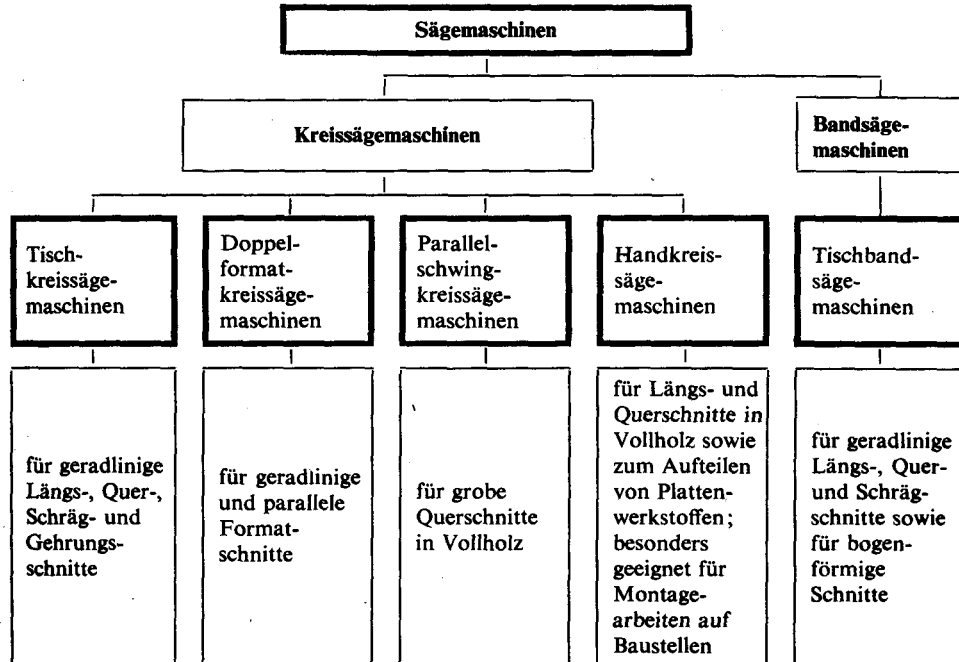 Sägemaschinen
Kreissägemaschinen
Bandsäge-
maschinen
Tisch-
kreissäge-
maschinen
Doppel-
format-
kreissäge-
maschinen
Parallel-
schwing-
kreissäge-
maschinen
Handkreis-
säge-
maschinen
Tischband-
säge-
maschinen
für geradlinige
Längs-, Quer-,
Schräg- und
Gehrungs-
schnitte
für geradlinige
und parallele
Format-
schnitte
für grobe
Querschnitte
in Vollholz
für Längs- und
Querschnitte in
Vollholz sowie
zum Aufteilen
von Platten-
werkstoffen;
besonders
geeignet für
Montage-
arbeiten auf
Baustellen
für geradlinige
Längs-, Quer-
und Schräg-
schnitte sowie
für bogen-
förmige
Schnitte